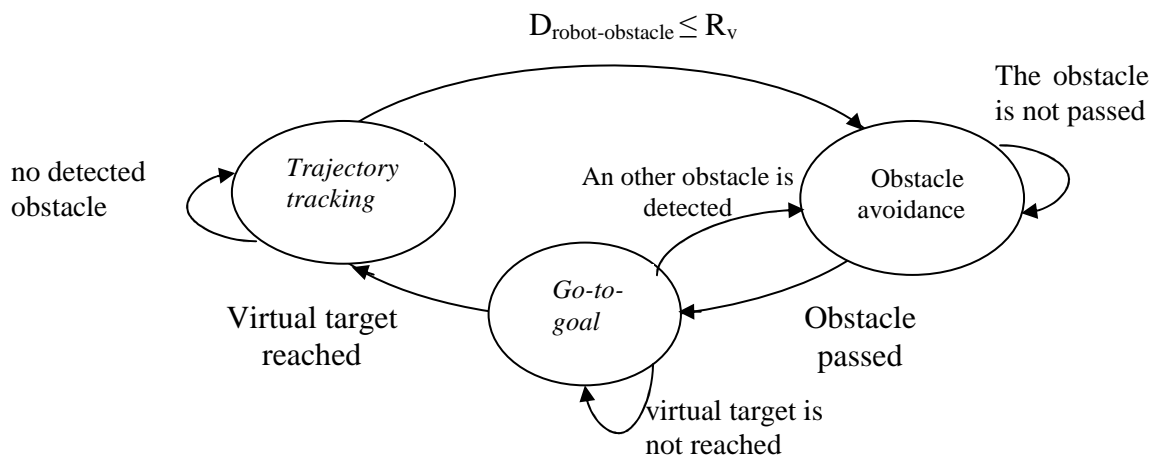 D_robot-obstacle ≤ R_v
The obstacle
is not passed
no detected
obstacle
Trajectory
tracking
An other obstacle is
detected
Obstacle
avoidance
Go-to-
goal
Virtual target
reached
Obstacle
passed
virtual target is
not reached